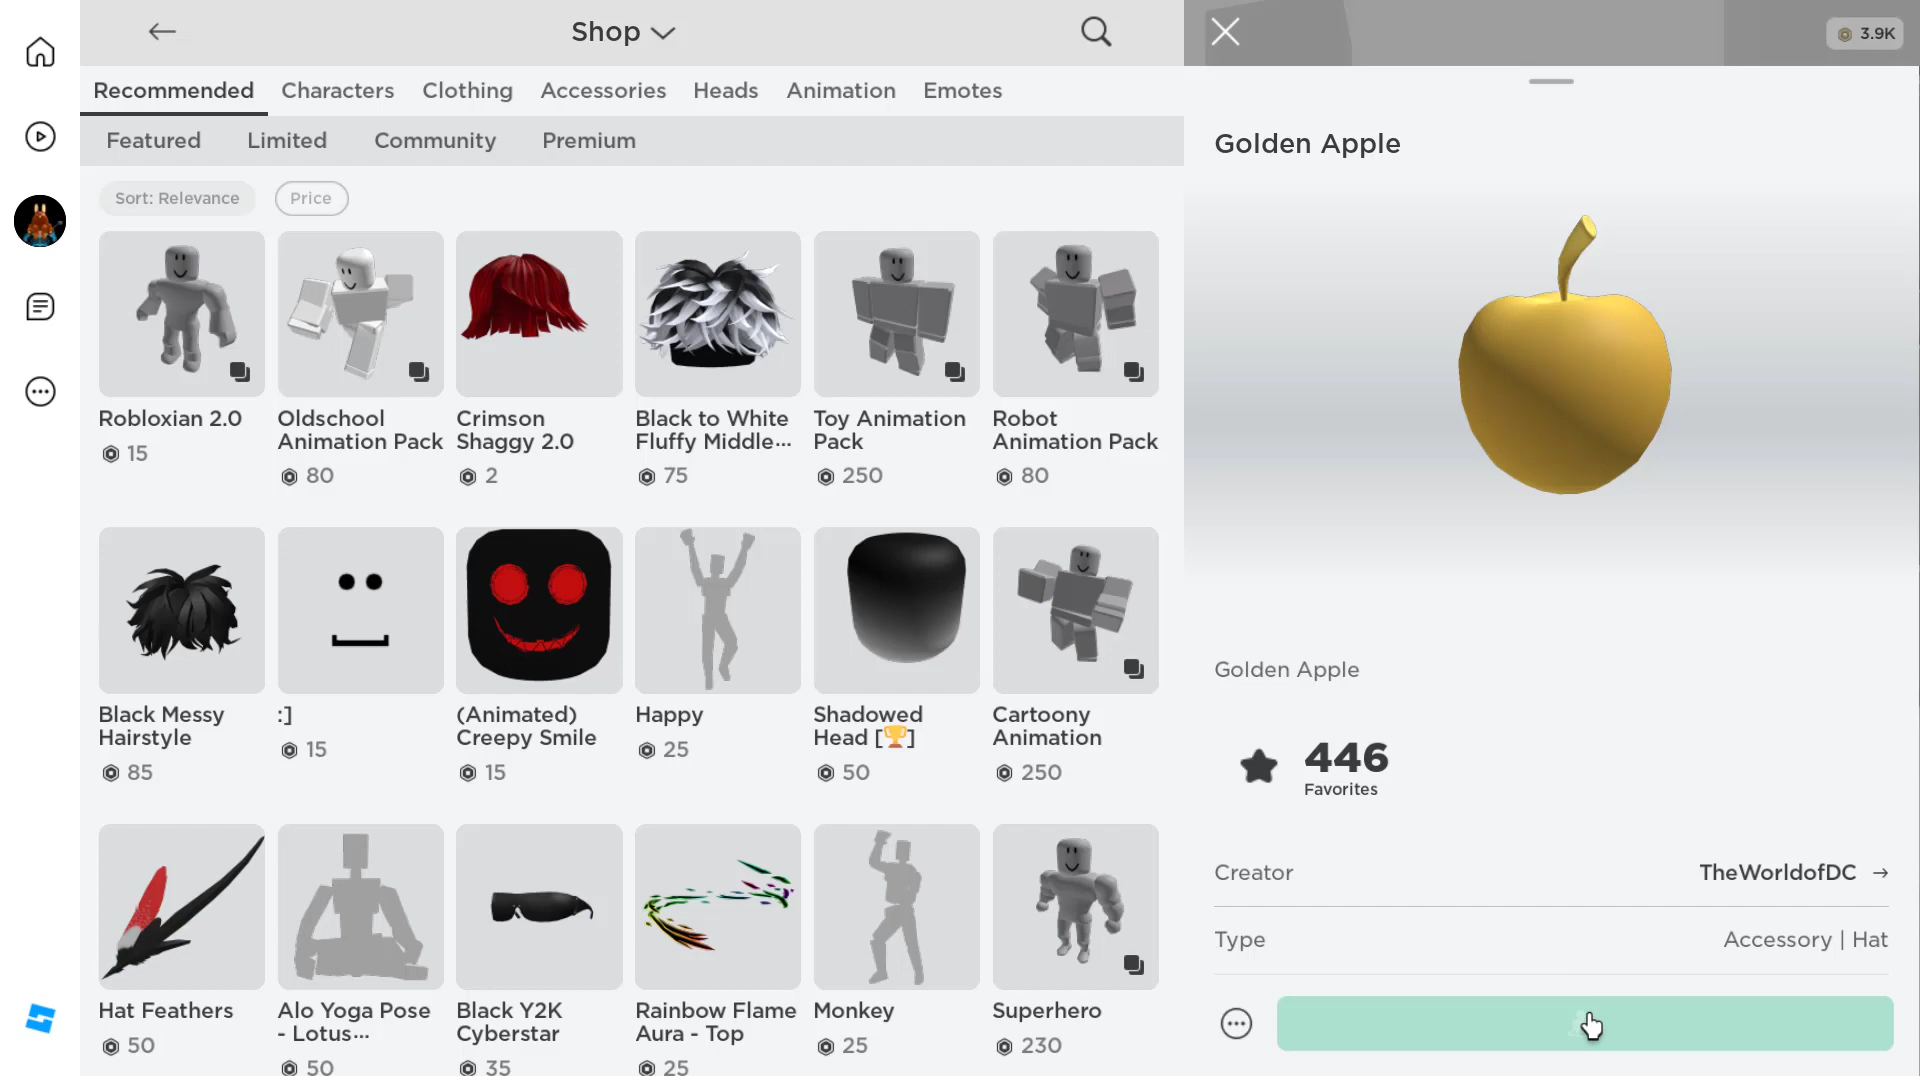 Shop
3.9K
Recommended Characters Clothing Accessories Heads Animation Emotes
Featured Limited Community Premium
Sort: Relevance Price
Robloxian 2.0
15
Oldschool
Animation Pack
80
Crimson
Shaggy 2.0
2
Black to White
Fluffy Middle...
75
Toy Animation
Pack
250
Robot
Animation Pack
80
Black Messy
Hairstyle
85
:]
15
(Animated)
Creepy Smile
15
Happy
25
Shadowed
Head [🏆]
50
Cartoony
Animation
250
Hat Feathers
50
Alo Yoga Pose
- Lotus...
50
Black Y2K
Cyberstar
35
Rainbow Flame
Aura - Top
25
Monkey
25
Superhero
230
Golden Apple
Golden Apple
446
Favorites
Creator TheWorldofDC →
Type Accessory | Hat